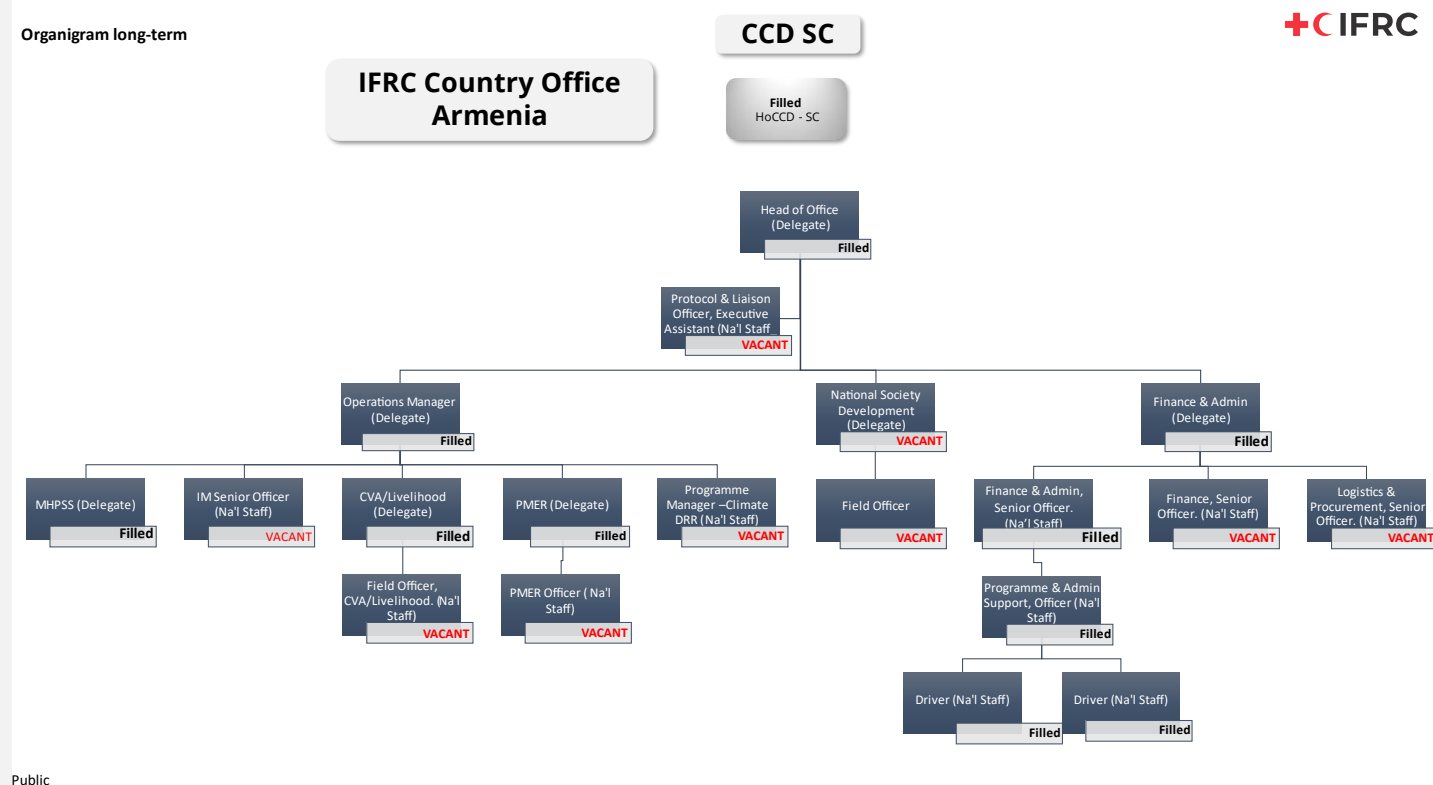 Organigram long-term
CCD SC
IFRC
IFRC Country Office
Armenia
Filled
HoCCD - SC
Head of Office
(Delegate)
Filled
Protocol & Liaison
Officer, Executive
Assistant (Na'l Staff
VACANT
Operations Manager
(Delegate)
Filled
National Society
Development
(Delegate)
VACANT
Finance & Admin
(Delegate)
Filled
MHPSS (Delegate)
Filled
IM Senior Officer
(Na'l Staff)
VACANT
CVA/Livelihood
(Delegate)
Filled
PMER (Delegate)
Filled
Programme
Manager –Climate
DRR (Na'l Staff)
VACANT
Field Officer
VACANT
Finance & Admin,
Senior Officer.
(Na'l Staff)
Filled
Finance, Senior
Officer. (Na'l Staff)
VACANT
Logistics &
Procurement, Senior
Officer. (Na'l Staff)
VACANT
Field Officer,
CVA/Livelihood. (Na'l
Staff)
VACANT
PMER Officer ( Na'l
Staff)
VACANT
Programme & Admin
Support, Officer (Na'l
Staff)
Filled
Driver (Na'l Staff)
Filled
Driver (Na'l Staff)
Filled
Public